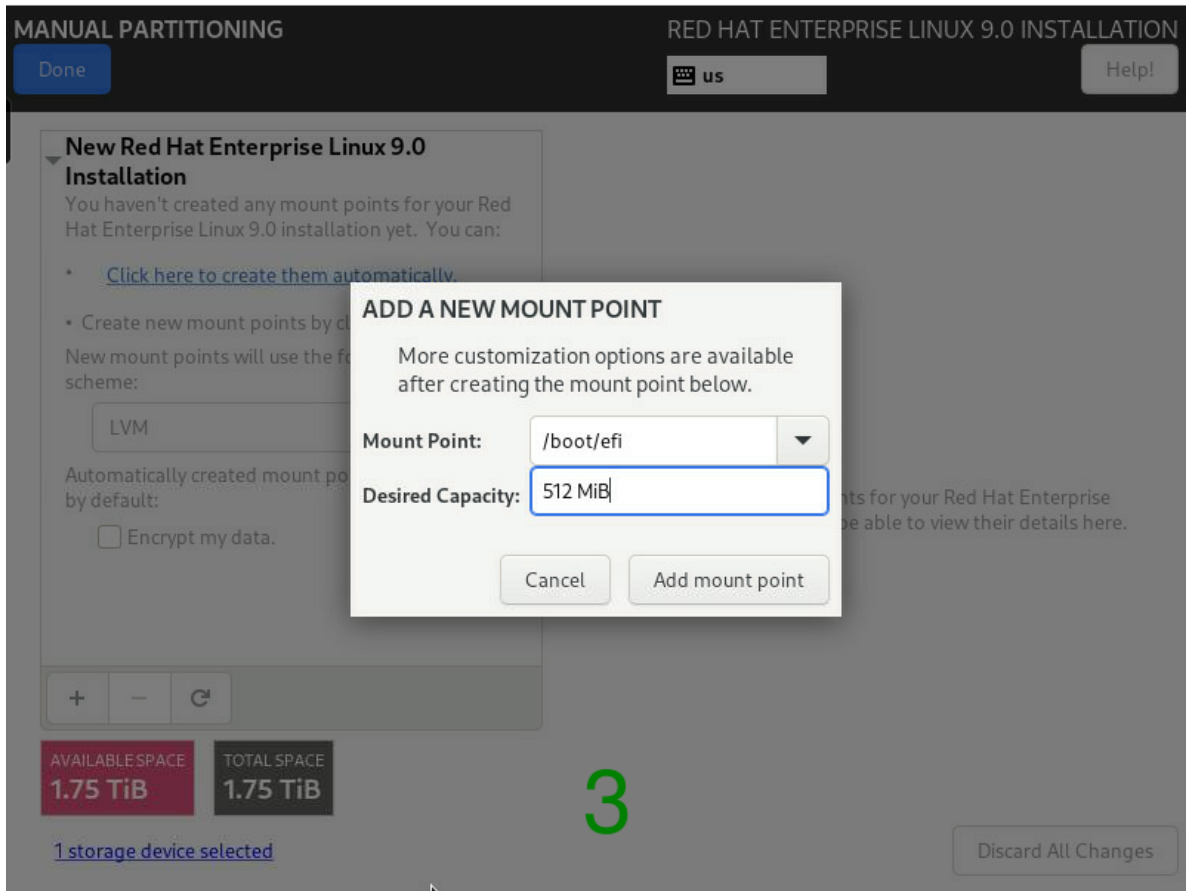 MANUAL PARTITIONING
RED HAT ENTERPRISE LINUX 9.0 INSTALLATION
Done
us
Help!
New Red Hat Enterprise Linux 9.0
Installation
You haven't created any mount points for your Red
Hat Enterprise Linux 9.0 installation yet. You can:
• Click here to create them automatically.
• Create new mount points by cl
New mount points will use the fo
scheme:
LVM
Automatically created mount po
by default:
Encrypt my data.
ADD A NEW MOUNT POINT
More customization options are available
after creating the mount point below.
Mount Point: /boot/efi
Desired Capacity: 512 MiB
Cancel Add mount point
nts for your Red Hat Enterprise
be able to view their details here.
+ −
AVAILABLE SPACE
1.75 TiB
TOTAL SPACE
1.75 TiB
3
1 storage device selected
Discard All Changes